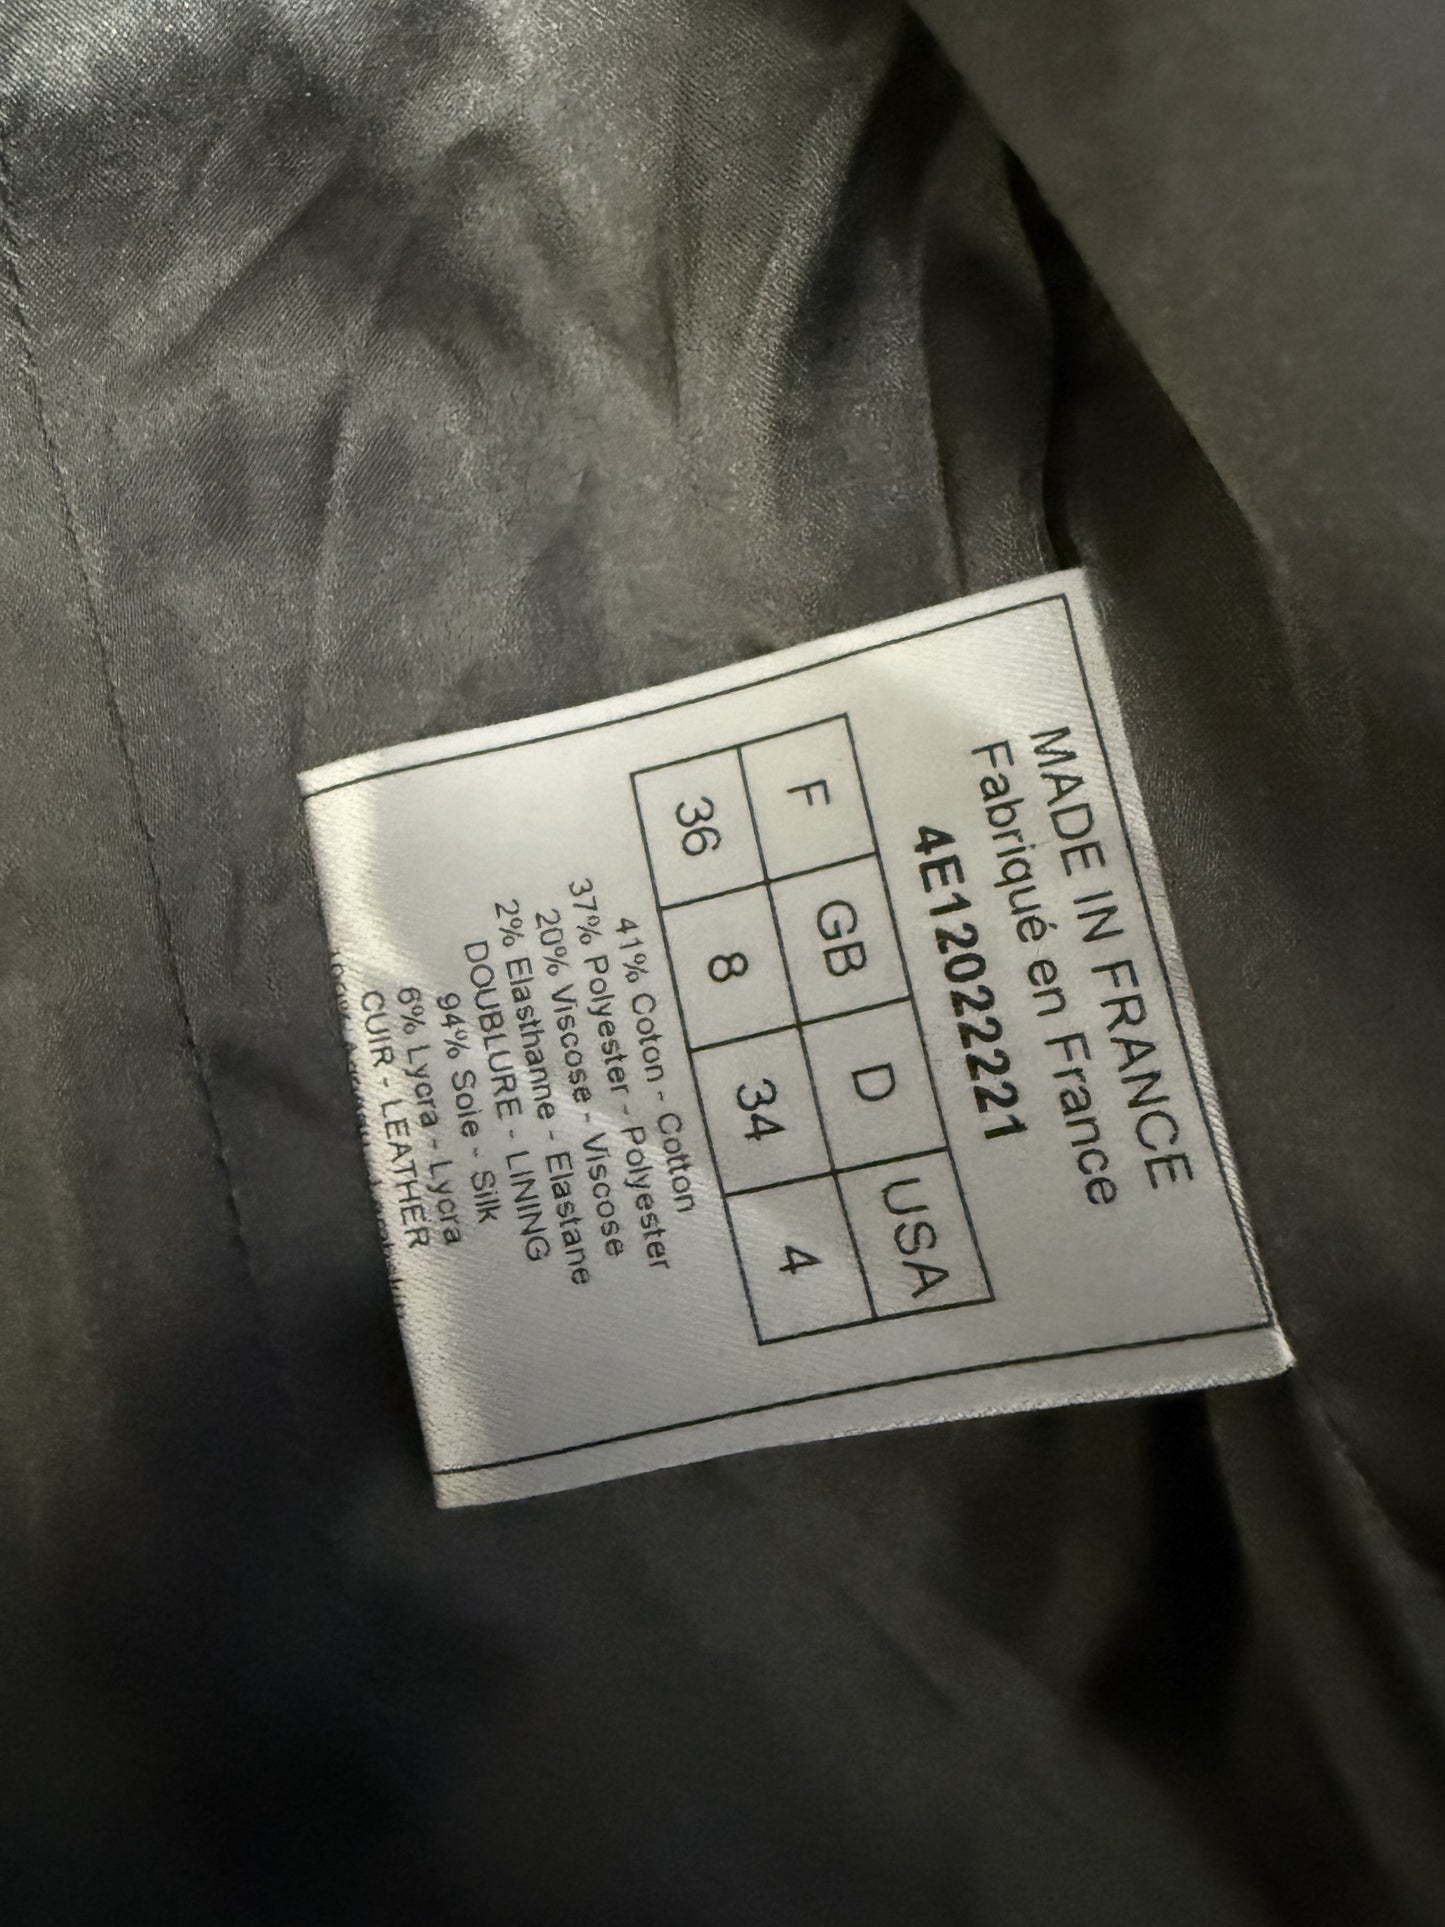 MADE IN FRANCE
Fabriqué en France
4E12022221
F GB D USA
36 8 34 4
41% Coton - Cotton
37% Polyester - Polyester
20% Viscose - Viscose
2% Elasthanne - Elastane
DOUBLURE - LINING
94% Soie - Silk
6% Lycra - Lycra
CUIR - LEATHER